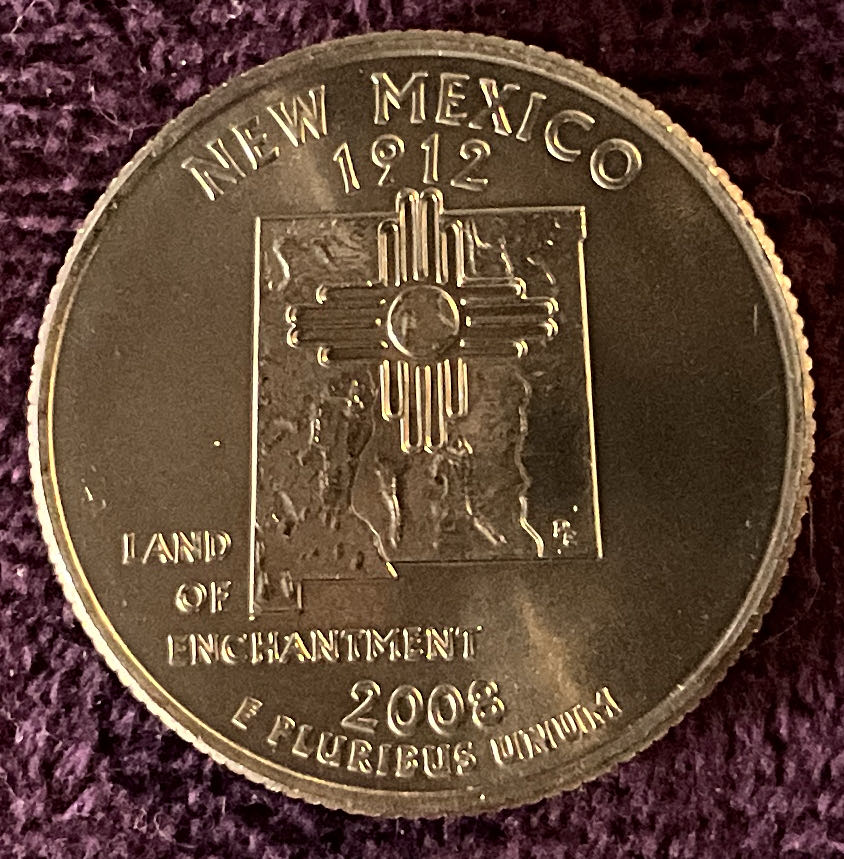 NEW MEXICO
1912
LAND
OF
ENCHANTMENT
2008
E PLURIBUS UNUM